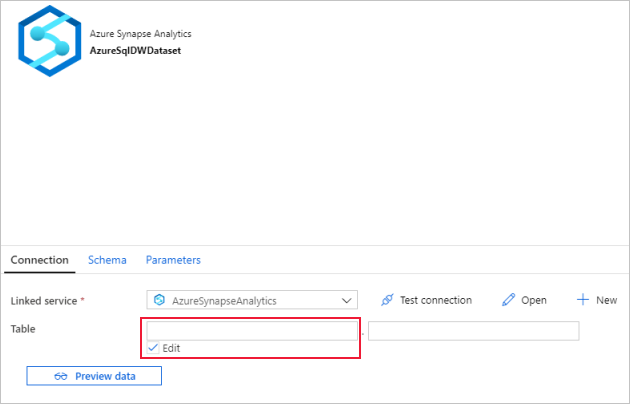 Azure Synapse Analytics
AzureSqlDWDataset
Connection Schema Parameters
Linked service * AzureSynapseAnalytics Test connection Open New
Table .
Edit
Preview data